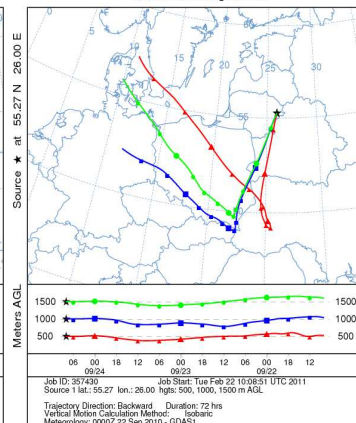 5
10
15
20
25
30
55
Source ★ at 55.27 N 26.00 E
Meters AGL
1500 1500
1000 1000
500 500
06 00 18 12 06 00 18 12 06 00 18 12
09/24 09/23 09/22
Job ID: 357430 Job Start: Tue Feb 22 10:08:51 UTC 2011
Source 1 lat.: 55.27 lon.: 26.00 hgts: 500, 1000, 1500 m AGL
Trajectory Direction: Backward Duration: 72 hrs
Vertical Motion Calculation Method: Isobaric
Meteorology: 0000Z 22 Sep 2010 - GDAS1